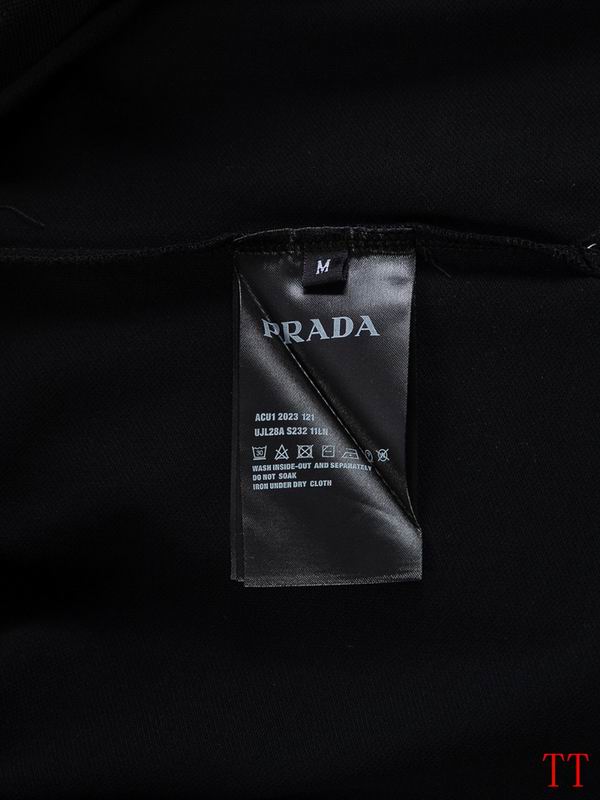 M
PRADA
ACU1 2023 121
UJL28A S232 11LN
30
WASH INSIDE-OUT AND SEPARATELY
DO NOT SOAK
IRON UNDER DRY CLOTH
TT